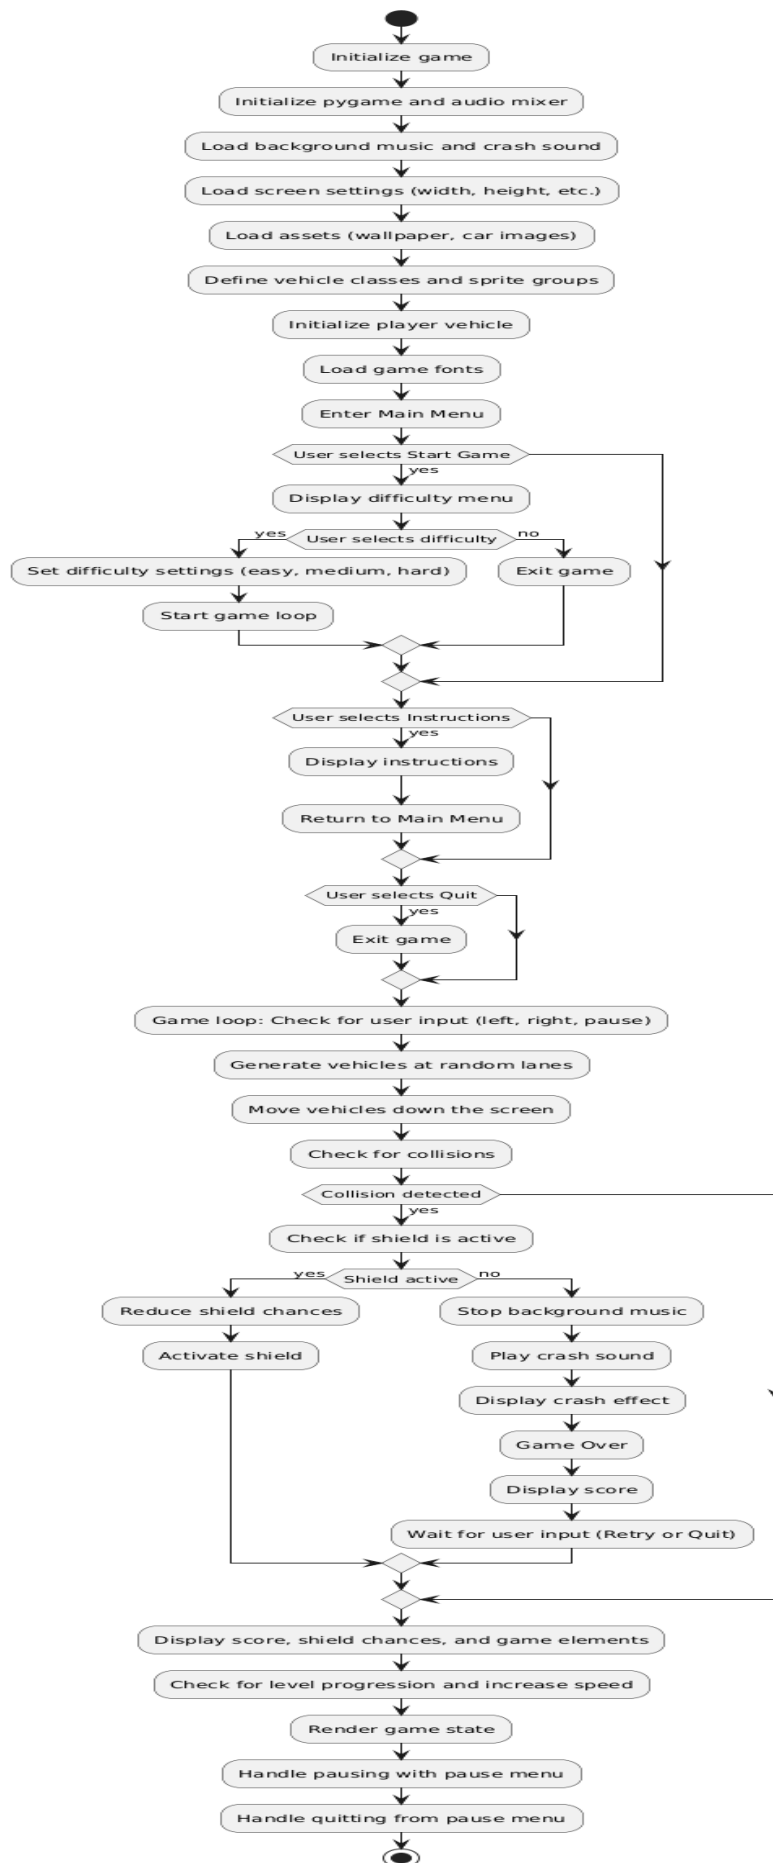 Initialize game
Initialize pygame and audio mixer
Load background music and crash sound
Load screen settings (width, height, etc.)
Load assets (wallpaper, car images)
Define vehicle classes and sprite groups
Initialize player vehicle
Load game fonts
Enter Main Menu
User selects Start Game
yes
Display difficulty menu
yes
User selects difficulty
no
Set difficulty settings (easy, medium, hard)
Exit game
Start game loop
User selects Instructions
yes
Display instructions
Return to Main Menu
User selects Quit
yes
Exit game
Game loop: Check for user input (left, right, pause)
Generate vehicles at random lanes
Move vehicles down the screen
Check for collisions
Collision detected
yes
Check if shield is active
yes
Shield active
no
Reduce shield chances
Stop background music
Activate shield
Play crash sound
Display crash effect
Game Over
Display score
Wait for user input (Retry or Quit)
Display score, shield chances, and game elements
Check for level progression and increase speed
Render game state
Handle pausing with pause menu
Handle quitting from pause menu